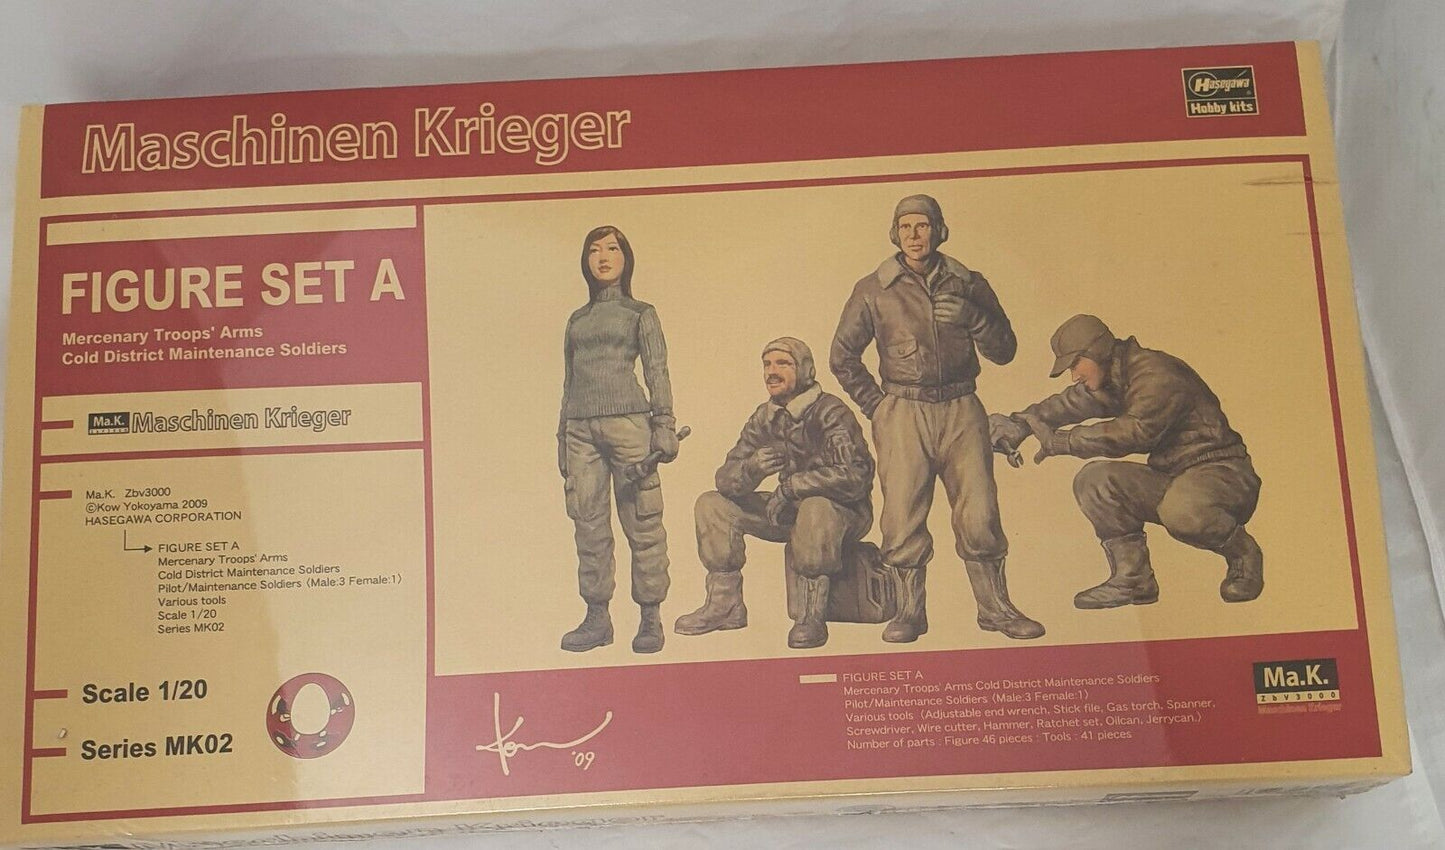 Maschinen Krieger
Hasegawa
Hobby kits
FIGURE SET A
Mercenary Troops' Arms
Cold District Maintenance Soldiers
Ma.K. Maschinen Krieger
Ma.K. Zbv3000
©Kow Yokoyama 2009
HASEGAWA CORPORATION
FIGURE SET A
Mercenary Troops' Arms
Cold District Maintenance Soldiers
Pilot/Maintenance Soldiers (Male:3 Female:1)
Various tools
Scale 1/20
Series MK02
Scale 1/20
Series MK02
Kow
'09
FIGURE SET A
Mercenary Troops' Arms Cold District Maintenance Soldiers
Pilot/Maintenance Soldiers (Male:3 Female:1)
Various tools (Adjustable end wrench, Stick file, Gas torch, Spanner,
Screwdriver, Wire cutter, Hammer, Ratchet set, Oilcan, Jerrycan.)
Number of parts : Figure 46 pieces : Tools : 41 pieces
Ma.K.
ZbV3000
Maschinen Krieger